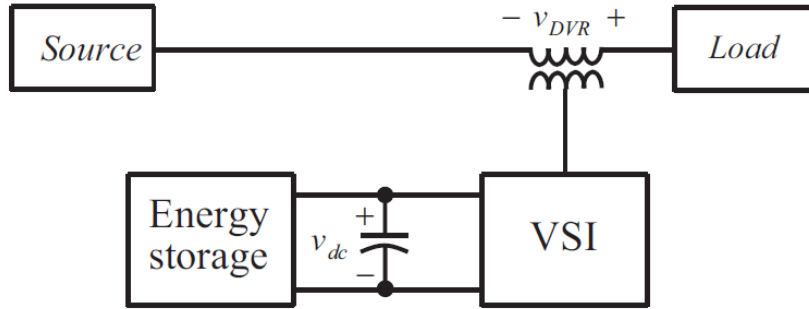 − v_DVR +
Source
Load
Energy
storage
+
v_dc
−
VSI